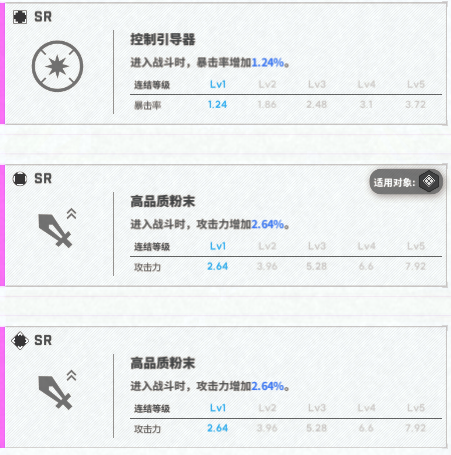 SR
控制引导器
进入战斗时，暴击率增加1.24%。
连结等级 Lv1 Lv2 Lv3 Lv4 Lv5
暴击率 1.24 1.86 2.48 3.1 3.72
SR
适用对象:
高品质粉末
进入战斗时，攻击力增加2.64%。
连结等级 Lv1 Lv2 Lv3 Lv4 Lv5
攻击力 2.64 3.96 5.28 6.6 7.92
SR
高品质粉末
进入战斗时，攻击力增加2.64%。
连结等级 Lv1 Lv2 Lv3 Lv4 Lv5
攻击力 2.64 3.96 5.28 6.6 7.92